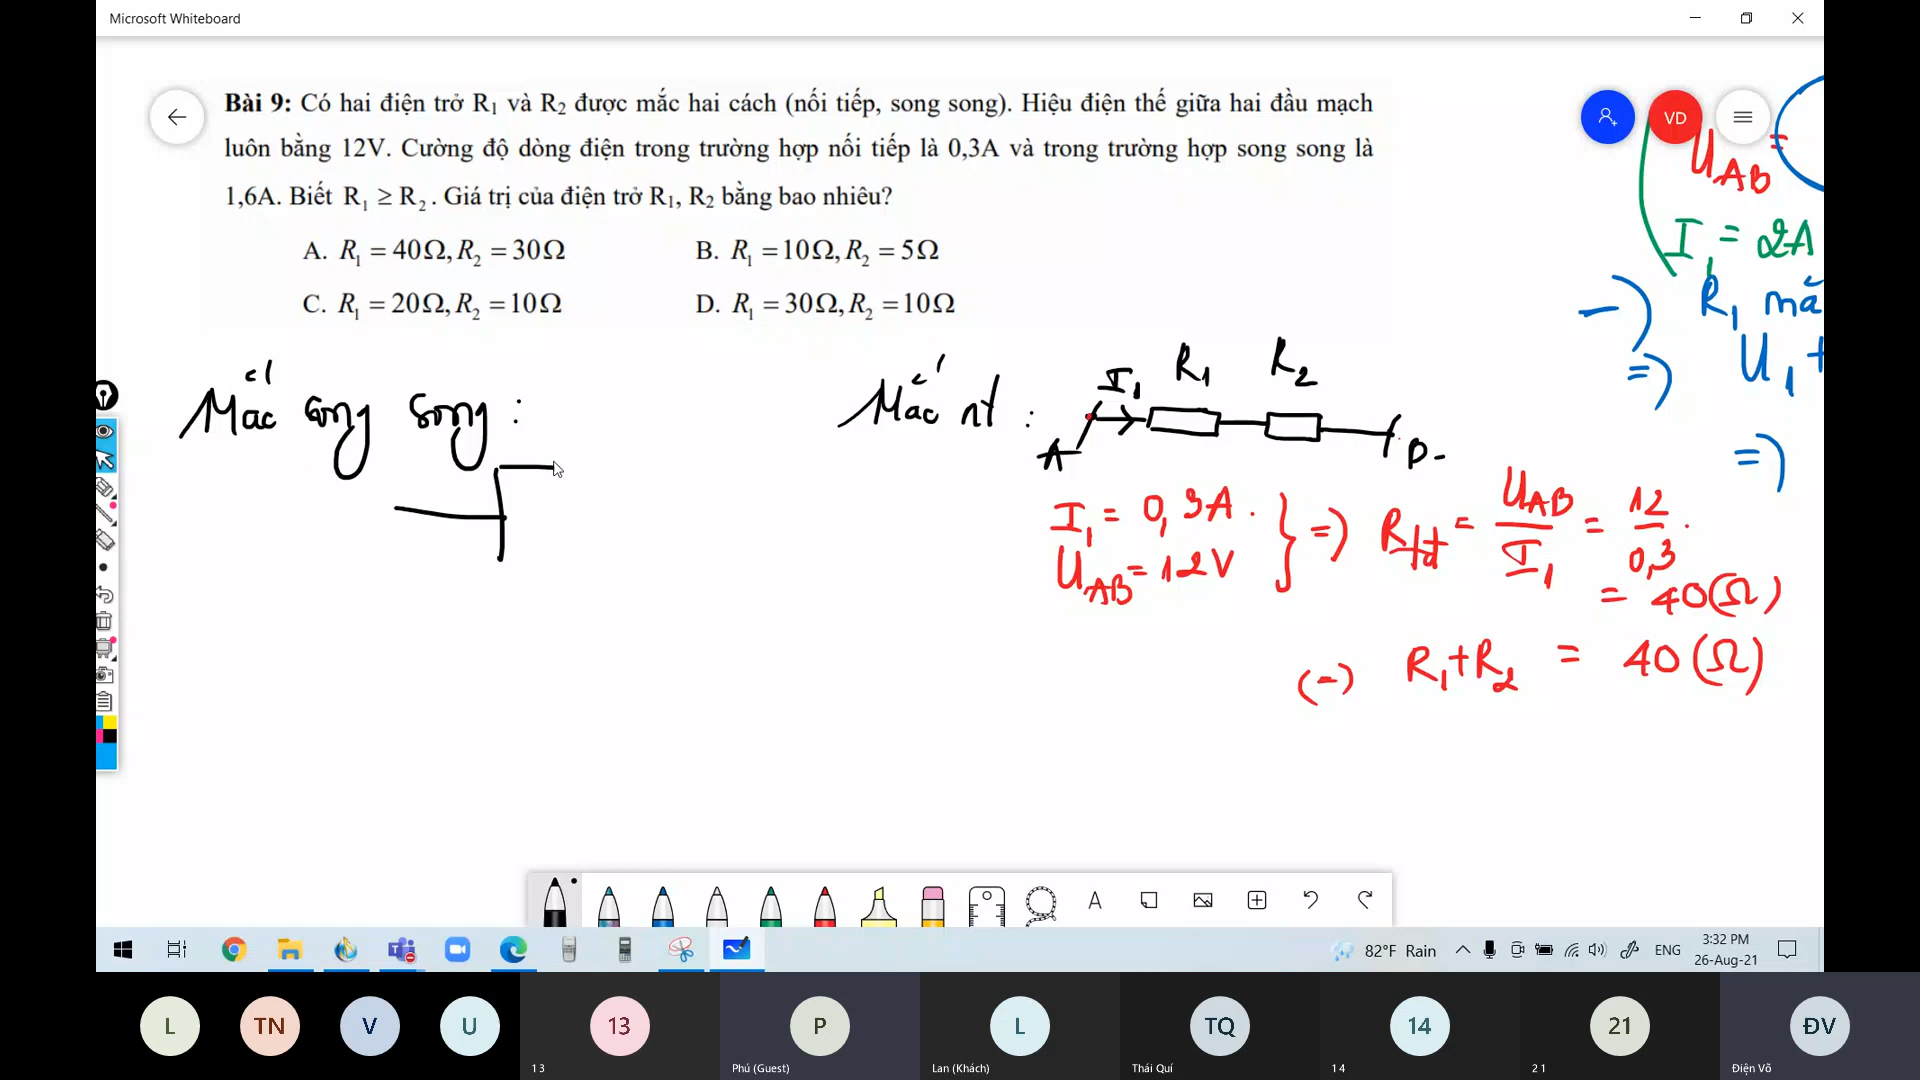 Microsoft Whiteboard
Bài 9: Có hai điện trở R₁ và R₂ được mắc hai cách (nối tiếp, song song). Hiệu điện thế giữa hai đầu mạch
luôn bằng 12V. Cường độ dòng điện trong trường hợp nối tiếp là 0,3A và trong trường hợp song song là
1,6A. Biết R₁ ≥ R₂. Giá trị của điện trở R₁, R₂ bằng bao nhiêu?
A. R₁ = 40Ω, R₂ = 30Ω
B. R₁ = 10Ω, R₂ = 5Ω
C. R₁ = 20Ω, R₂ = 10Ω
D. R₁ = 30Ω, R₂ = 10Ω
VD
U_AB =
I₁ = 2A
R₁ mắ
=) U₁ +
=)
Mắc song song :
Mắc nt :
I₁ R₁ R₂
A
I₁ = 0,3A .
U_AB = 12V
} =) R_tđ = U_AB / I₁ = 12 / 0,3 .
= 40(Ω)
R₁ + R₂ = 40 (Ω)
A
82°F Rain
ENG
3:32 PM
26-Aug-21
L
TN
V
U
13
13
P
Phú (Guest)
L
Lan (Khách)
TQ
Thái Quí
14
14
21
21
ĐV
Điện Võ